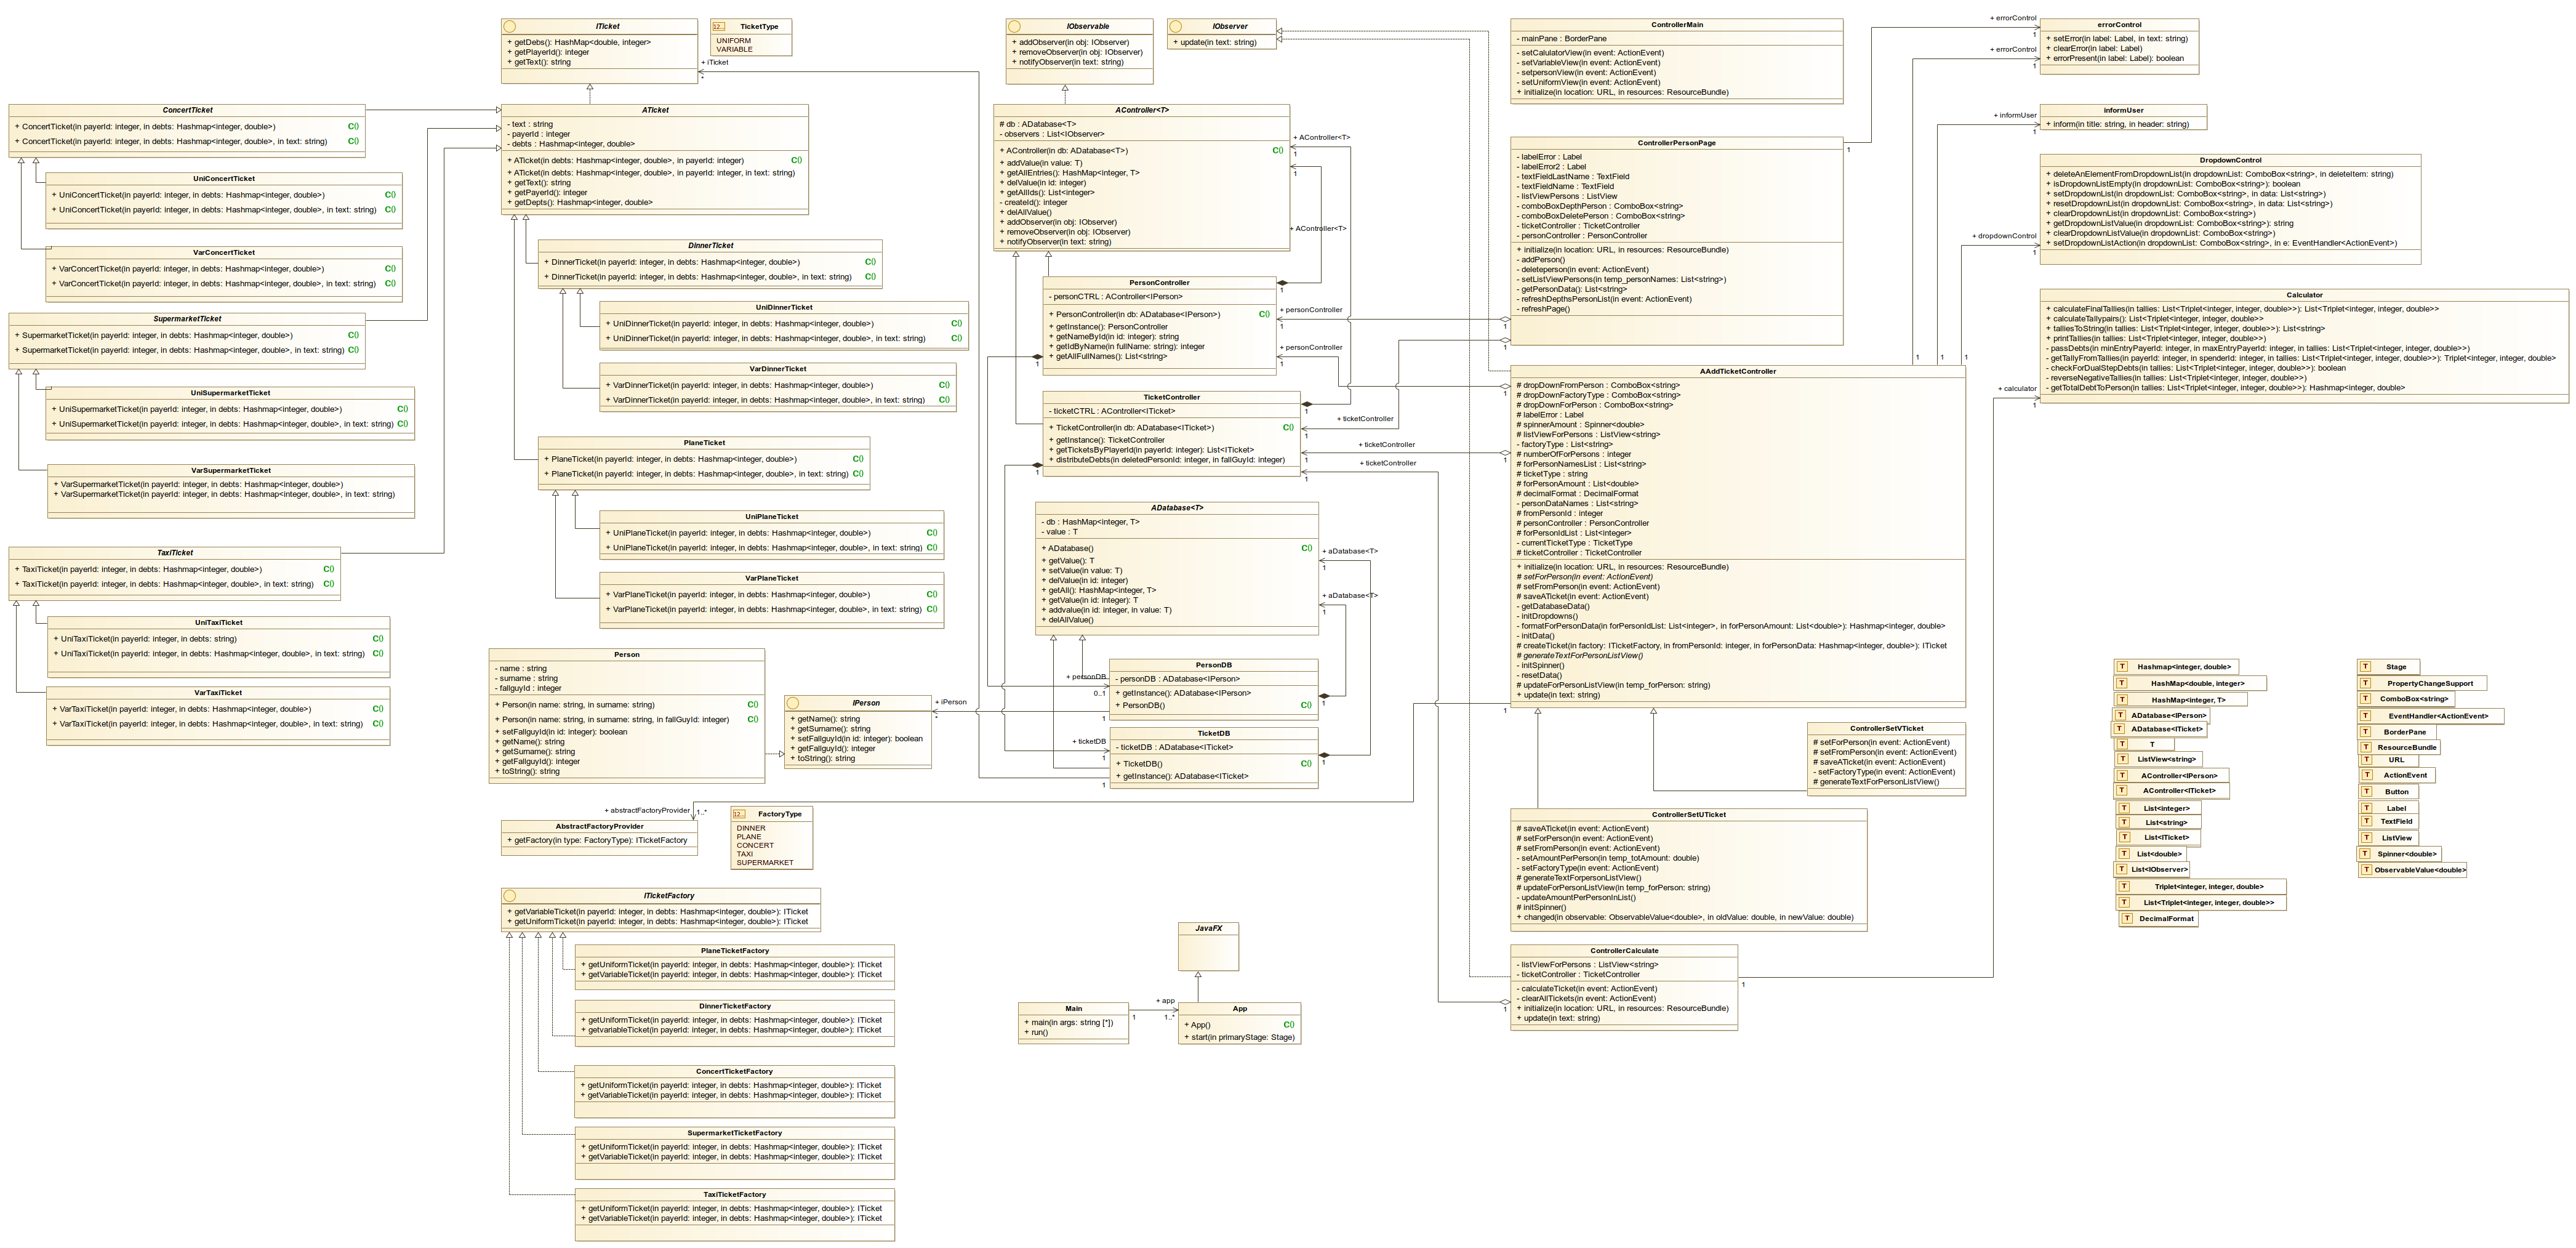 ITicket
+ getDebs(): HashMap<double, integer>
+ getPlayerId(): integer
+ getText(): string
TicketType
UNIFORM
VARIABLE
+ iTicket
*
IObservable
+ addObserver(in obj: IObserver)
+ removeObserver(in obj: IObserver)
+ notifyObserver(in text: string)
IObserver
+ update(in text: string)
ControllerMain
- mainPane : BorderPane
- setCalulatorView(in event: ActionEvent)
- setVariableView(in event: ActionEvent)
- setpersonView(in event: ActionEvent)
- setUniformView(in event: ActionEvent)
+ initialize(in location: URL, in resources: ResourceBundle)
+ errorControl
1
+ errorControl
1
errorControl
+ setError(in label: Label, in text: string)
+ clearError(in label: Label)
+ errorPresent(in label: Label): boolean
ConcertTicket
+ ConcertTicket(in payerId: integer, in debts: Hashmap<integer, double>) C()
+ ConcertTicket(in payerId: integer, in debts: Hashmap<integer, double>, in text: string) C()
UniConcertTicket
+ UniConcertTicket(in payerId: integer, in debts: Hashmap<integer, double>) C()
+ UniConcertTicket(in payerId: integer, in debts: Hashmap<integer, double>, in text: string) C()
VarConcertTicket
+ VarConcertTicket(in payerId: integer, in debts: Hashmap<integer, double>) C()
+ VarConcertTicket(in payerId: integer, in debts: Hashmap<integer, double>, in text: string) C()
SupermarketTicket
+ SupermarketTicket(in payerId: integer, in debts: Hashmap<integer, double>) C()
+ SupermarketTicket(in payerId: integer, in debts: Hashmap<integer, double>, in text: string) C()
UniSupermarketTicket
+ UniSupermarketTicket(in payerId: integer, in debts: Hashmap<integer, double>) C()
+ UniSupermarketTicket(in payerId: integer, in debts: Hashmap<integer, double>, in text: string) C()
VarSupermarketTicket
+ VarSupermarketTicket(in payerId: integer, in debts: Hashmap<integer, double>)
+ VarSupermarketTicket(in payerId: integer, in debts: Hashmap<integer, double>, in text: string)
TaxiTicket
+ TaxiTicket(in payerId: integer, in debts: Hashmap<integer, double>) C()
+ TaxiTicket(in payerId: integer, in debts: Hashmap<integer, double>, in text: string) C()
UniTaxiTicket
+ UniTaxiTicket(in payerId: integer, in debts: string) C()
+ UniTaxiTicket(in payerId: integer, in debts: Hashmap<integer, double>, in text: string) C()
VarTaxiTicket
+ VarTaxiTicket(in payerId: integer, in debts: Hashmap<integer, double>) C()
+ VarTaxiTicket(in payerId: integer, in debts: Hashmap<integer, double>, in text: string) C()
ATicket
- text : string
- payerId : integer
- debts : Hashmap<integer, double>
+ ATicket(in debts: Hashmap<integer, double>, in payerId: integer) C()
+ ATicket(in debts: Hashmap<integer, double>, in payerId: integer, in text: string)
+ getText(): string
+ getPayerId(): integer
+ getDepts(): Hashmap<integer, double>
DinnerTicket
+ DinnerTicket(in payerId: integer, in debts: Hashmap<integer, double>) C()
+ DinnerTicket(in payerId: integer, in debts: Hashmap<integer, double>, in text: string) C()
UniDinnerTicket
+ UniDinnerTicket(in payerId: integer, in debts: Hashmap<integer, double>) C()
+ UniDinnerTicket(in payerId: integer, in debts: Hashmap<integer, double>, in text: string) C()
VarDinnerTicket
+ VarDinnerTicket(in payerId: integer, in debts: Hashmap<integer, double>) C()
+ VarDinnerTicket(in payerId: integer, in debts: Hashmap<integer, double>, in text: string) C()
PlaneTicket
+ PlaneTicket(in payerId: integer, in debts: Hashmap<integer, double>) C()
+ PlaneTicket(in payerId: integer, in debts: Hashmap<integer, double>, in text: string) C()
UniPlaneTicket
+ UniPlaneTicket(in payerId: integer, in debts: Hashmap<integer, double>) C()
+ UniPlaneTicket(in payerId: integer, in debts: Hashmap<integer, double>, in text: string) C()
VarPlaneTicket
+ VarPlaneTicket(in payerId: integer, in debts: Hashmap<integer, double>) C()
+ VarPlaneTicket(in payerId: integer, in debts: Hashmap<integer, double>, in text: string) C()
Person
- name : string
- surname : string
- fallguyId : integer
+ Person(in name: string, in surname: string) C()
+ Person(in name: string, in surname: string, in fallGuyId: integer) C()
+ setFallguyId(in id: integer): boolean
+ getName(): string
+ getSurname(): string
+ getFallguyId(): integer
+ toString(): string
IPerson
+ getName(): string
+ getSurname(): string
+ setFallguyId(in id: integer): boolean
+ getFallguyId(): integer
+ toString(): string
+ iPerson
*
+ abstractFactoryProvider
1..*
AbstractFactoryProvider
+ getFactory(in type: FactoryType): ITicketFactory
FactoryType
DINNER
PLANE
CONCERT
TAXI
SUPERMARKET
ITicketFactory
+ getVariableTicket(in payerId: integer, in debts: Hashmap<integer, double>): ITicket
+ getUniformTicket(in payerId: integer, in debts: Hashmap<integer, double>): ITicket
PlaneTicketFactory
+ getUniformTicket(in payerId: integer, in debts: Hashmap<integer, double>): ITicket
+ getVariableTicket(in payerId: integer, in debts: Hashmap<integer, double>): ITicket
DinnerTicketFactory
+ getUniformTicket(in payerId: integer, in debts: Hashmap<integer, double>): ITicket
+ getvariableTicket(in payerId: integer, in debts: Hashmap<integer, double>): ITicket
ConcertTicketFactory
+ getUniformTicket(in payerId: integer, in debts: Hashmap<integer, double>): ITicket
+ getVariableTicket(in payerId: integer, in debts: Hashmap<integer, double>): ITicket
SupermarketTicketFactory
+ getUniformTicket(in payerId: integer, in debts: Hashmap<integer, double>): ITicket
+ getVariableTicket(in payerId: integer, in debts: Hashmap<integer, double>): ITicket
TaxiTicketFactory
+ getUniformTicket(in payerId: integer, in debts: Hashmap<integer, double>): ITicket
+ getVariableTicket(in payerId: integer, in debts: Hashmap<integer, double>): ITicket
AController<T>
# db : ADatabase<T>
- observers : List<IObserver>
+ AController(in db: ADatabase<T>) C()
+ addValue(in value: T)
+ getAllEntries(): HashMap<integer, T>
+ delValue(in id: integer)
+ getAllIds(): List<integer>
- createId(): integer
+ delAllValue()
+ addObserver(in obj: IObserver)
+ removeObserver(in obj: IObserver)
+ notifyObserver(in text: string)
+ AController<T>
1
1
+ AController<T>
PersonController
- personCTRL : AController<IPerson>
+ PersonController(in db: ADatabase<IPerson>) C()
+ getInstance(): PersonController
+ getNameById(in id: integer): string
+ getIdByName(in fullName: string): integer
+ getAllFullNames(): List<string>
1
1
+ personController
1
+ personController
1
TicketController
- ticketCTRL : AController<ITicket>
+ TicketController(in db: ADatabase<ITicket>) C()
+ getInstance(): TicketController
+ getTicketsByPlayerId(in payerId: integer): List<ITicket>
+ distributeDebts(in deletedPersonId: integer, in fallGuyId: integer)
1
1
+ ticketController
1
+ ticketController
1
+ ticketController
1
ADatabase<T>
- db : HashMap<integer, T>
- value : T
+ ADatabase() C()
+ getValue(): T
+ setValue(in value: T)
+ delValue(in id: integer)
+ getAll(): HashMap<integer, T>
+ getValue(in id: integer): T
+ addvalue(in id: integer, in value: T)
+ delAllValue()
+ aDatabase<T>
1
+ aDatabase<T>
1
PersonDB
- personDB : ADatabase<IPerson>
+ getInstance(): ADatabase<IPerson>
+ PersonDB() C()
+ personDB
0..1
1
1
TicketDB
- ticketDB : ADatabase<ITicket>
+ TicketDB() C()
+ getInstance(): ADatabase<ITicket>
+ ticketDB
1
1
1
JavaFX
Main
+ main(in args: string [*])
+ run()
1
+ app
1..*
App
+ App() C()
+ start(in primaryStage: Stage)
ControllerPersonPage
- labelError : Label
- labelError2 : Label
- textFieldLastName : TextField
- textFieldName : TextField
- listViewPersons : ListView
- comboBoxDepthPerson : ComboBox<string>
- comboBoxDeletePerson : ComboBox<string>
- ticketController : TicketController
- personController : PersonController
+ initialize(in location: URL, in resources: ResourceBundle)
- addPerson()
- deleteperson(in event: ActionEvent)
- setListViewPersons(in temp_personNames: List<string>)
- getPersonData(): List<string>
- refreshDepthsPersonList(in event: ActionEvent)
- refreshPage()
1
1
1
AAddTicketController
# dropDownFromPerson : ComboBox<string>
# dropDownFactoryType : ComboBox<string>
# dropDownForPerson : ComboBox<string>
# labelError : Label
# spinnerAmount : Spinner<double>
# listViewForPersons : ListView<string>
- factoryType : List<string>
# numberOfForPersons : integer
# forPersonNamesList : List<string>
# ticketType : string
# forPersonAmount : List<double>
# decimalFormat : DecimalFormat
- personDataNames : List<string>
# fromPersonId : integer
# personController : PersonController
# forPersonIdList : List<integer>
- currentTicketType : TicketType
# ticketController : TicketController
+ initialize(in location: URL, in resources: ResourceBundle)
# setForPerson(in event: ActionEvent)
# setFromPerson(in event: ActionEvent)
# saveATicket(in event: ActionEvent)
- getDatabaseData()
- initDropdowns()
- formatForPersonData(in forPersonIdList: List<integer>, in forPersonAmount: List<double>): Hashmap<integer, double>
- initData()
# createTicket(in factory: ITicketFactory, in fromPersonId: integer, in forPersonData: Hashmap<integer, double>): ITicket
# generateTextForPersonListView()
- initSpinner()
- resetData()
# updateForPersonListView(in temp_forPerson: string)
+ update(in text: string)
1
1
1
1
1
1
ControllerSetVTicket
# setForPerson(in event: ActionEvent)
# setFromPerson(in event: ActionEvent)
# saveATicket(in event: ActionEvent)
- setFactoryType(in event: ActionEvent)
# generateTextForPersonListView()
ControllerSetUTicket
# saveATicket(in event: ActionEvent)
# setForPerson(in event: ActionEvent)
# setFromPerson(in event: ActionEvent)
- setAmountPerPerson(in temp_totAmount: double)
- setFactoryType(in event: ActionEvent)
# generateTextForpersonListView()
# updateForPersonListView(in temp_forPerson: string)
- updateAmountPerPersonInList()
# initSpinner()
+ changed(in observable: ObservableValue<double>, in oldValue: double, in newValue: double)
ControllerCalculate
- listViewForPersons : ListView<string>
- ticketController : TicketController
- calculateTicket(in event: ActionEvent)
- clearAllTickets(in event: ActionEvent)
+ initialize(in location: URL, in resources: ResourceBundle)
+ update(in text: string)
1
1
+ informUser
1
informUser
+ inform(in title: string, in header: string)
+ dropdownControl
1
DropdownControl
+ deleteAnElementFromDropdownList(in dropdownList: ComboBox<string>, in deleteItem: string)
+ isDropdownListEmpty(in dropdownList: ComboBox<string>): boolean
+ setDropdownList(in dropdownList: ComboBox<string>, in data: List<string>)
+ resetDropdownList(in dropdownList: ComboBox<string>, in data: List<string>)
+ clearDropdownList(in dropdownList: ComboBox<string>)
+ getDropdownListValue(in dropdownList: ComboBox<string>): string
+ clearDropdownListValue(in dropdownList: ComboBox<string>)
+ setDropdownListAction(in dropdownList: ComboBox<string>, in e: EventHandler<ActionEvent>)
+ calculator
1
Calculator
+ calculateFinalTallies(in tallies: List<Triplet<integer, integer, double>>): List<Triplet<integer, integer, double>>
+ calculateTallypairs(): List<Triplet<integer, integer, double>>
+ talliesToString(in tallies: List<Triplet<integer, integer, double>>): List<string>
+ printTallies(in tallies: List<Triplet<integer, integer, double>>)
- passDebts(in minEntryPayerId: integer, in maxEntryPayerId: integer, in tallies: List<Triplet<integer, integer, double>>)
- getTallyFromTallies(in payerId: integer, in spenderId: integer, in tallies: List<Triplet<integer, integer, double>>): Triplet<integer, integer, double>
- checkForDualStepDebts(in tallies: List<Triplet<integer, integer, double>>): boolean
- reverseNegativeTallies(in tallies: List<Triplet<integer, integer, double>>)
- getTotalDebtToPerson(in tallies: List<Triplet<integer, integer, double>>): Hashmap<integer, double>
T Hashmap<integer, double>
T HashMap<double, integer>
T HashMap<integer, T>
T ADatabase<IPerson>
T ADatabase<ITicket>
T T
T ListView<string>
T AController<IPerson>
T AController<ITicket>
T List<integer>
T List<string>
T List<ITicket>
T List<double>
T List<IObserver>
T Triplet<integer, integer, double>
T List<Triplet<integer, integer, double>>
T DecimalFormat
T Stage
T PropertyChangeSupport
T ComboBox<string>
T EventHandler<ActionEvent>
T BorderPane
T ResourceBundle
T URL
T ActionEvent
T Button
T Label
T TextField
T ListView
T Spinner<double>
T ObservableValue<double>